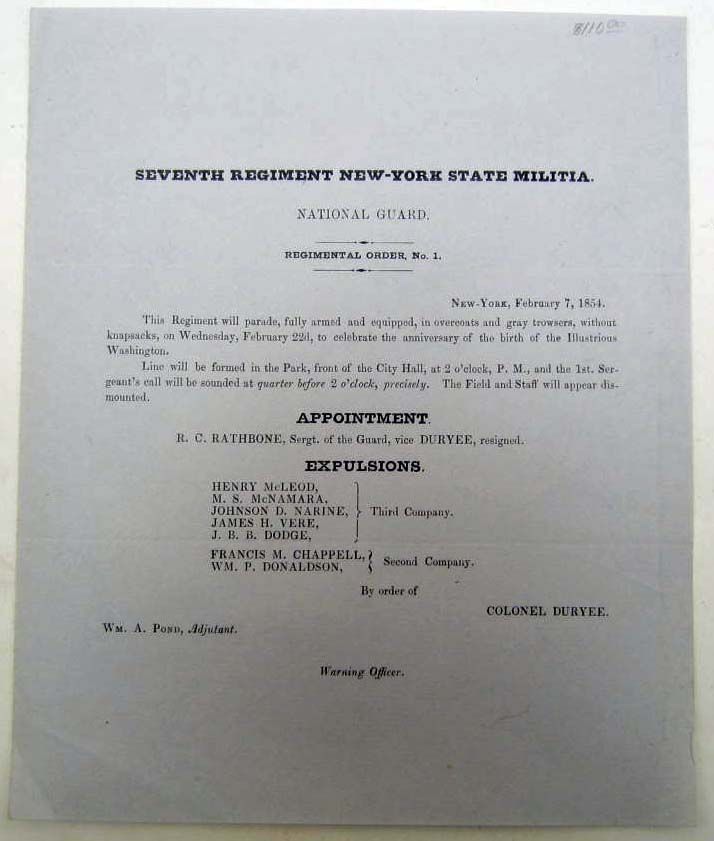 SEVENTH REGIMENT NEW-YORK STATE MILITIA.
NATIONAL GUARD.
REGIMENTAL ORDER, No. 1.
New-York, February 7, 1854.
This Regiment will parade, fully armed and equipped, in overcoats and gray trowsers, without
knapsacks, on Wednesday, February 22d, to celebrate the anniversary of the birth of the Illustrious
Washington.
Line will be formed in the Park, front of the City Hall, at 2 o'clock, P. M., and the 1st. Ser-
geant's call will be sounded at quarter before 2 o'clock, precisely. The Field and Staff will appear dis-
mounted.
APPOINTMENT.
R. C. RATHBONE, Sergt. of the Guard, vice DURYEE, resigned.
EXPULSIONS.
HENRY McLEOD,
M. S. McNAMARA,
JOHNSON D. NARINE, Third Company.
JAMES H. VERE,
J. B. B. DODGE,
FRANCIS M. CHAPPELL,
WM. P. DONALDSON, Second Company.
By order of
COLONEL DURYEE.
Wm. A. Pond, Adjutant.
Warning Officer.